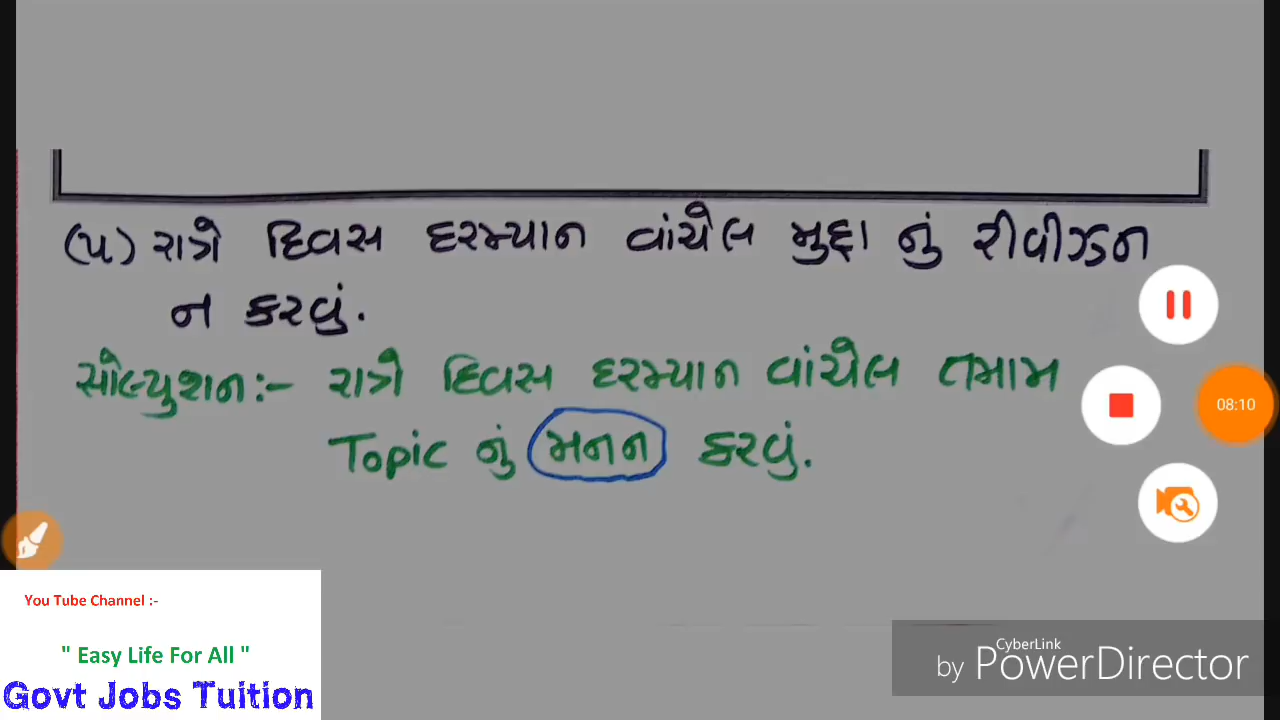 (૫) રાત્રે દિવસ દરમ્યાન વાંચેલ મુદ્દા નું રીવીઝન
ન કરવું.
સોલ્યુશન:- રાત્રે દિવસ દરમ્યાન વાંચેલ તમામ
Topic નું મનન કરવું.
08:10
You Tube Channel :-
" Easy Life For All "
Govt Jobs Tuition
CyberLink
by PowerDirector